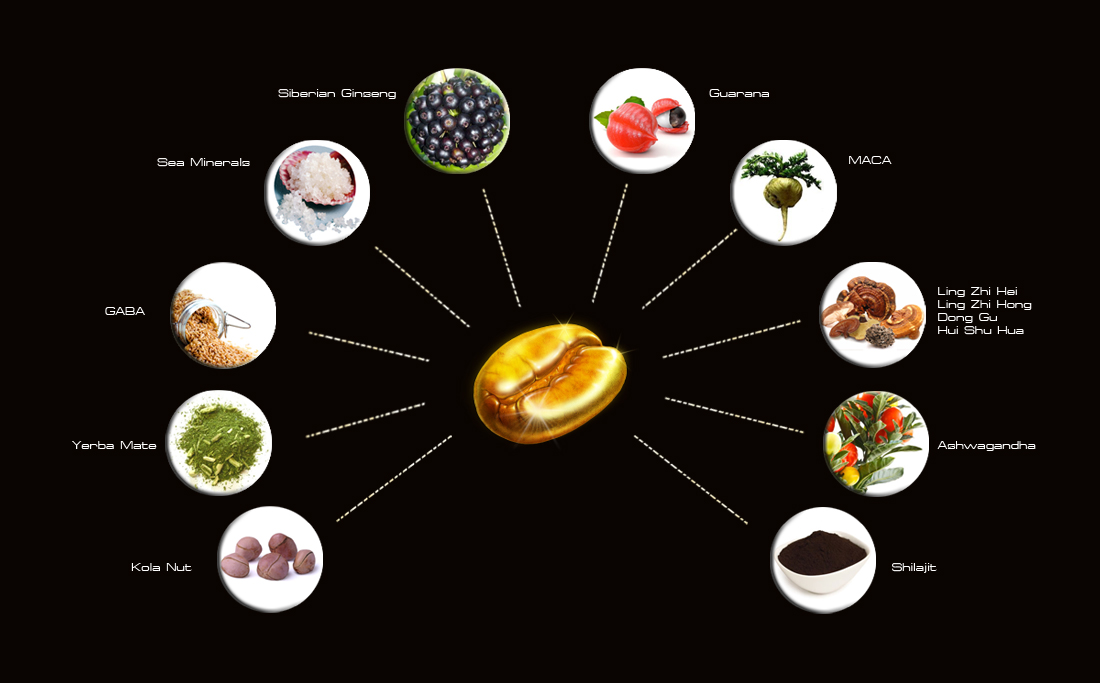 Siberian Ginseng
Guarana
Sea Minerals
MACA
GABA
Ling Zhi Hei
Ling Zhi Hong
Dong Gu
Hui Shu Hua
Yerba Mate
Ashwagandha
Kola Nut
Shilajit